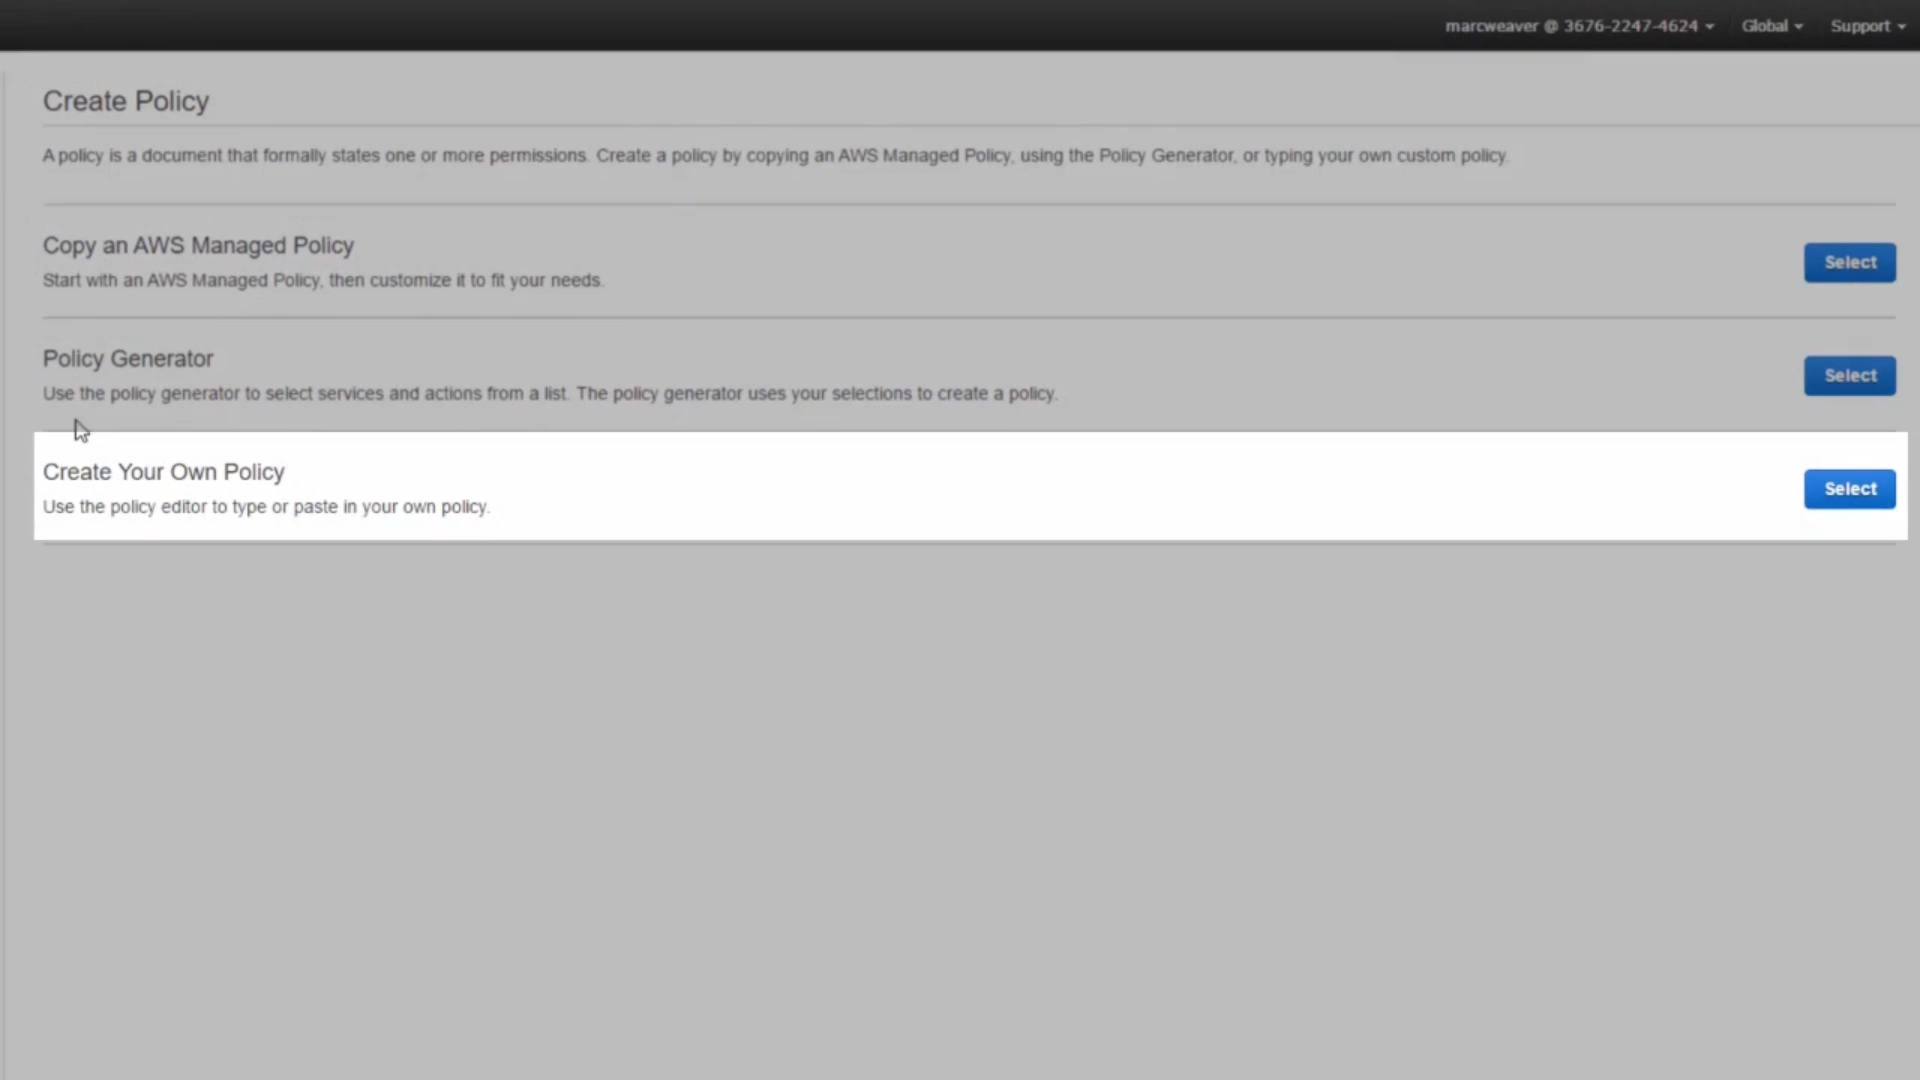 marcweaver @ 3676-2247-4624 Global Support
Create Policy
A policy is a document that formally states one or more permissions. Create a policy by copying an AWS Managed Policy, using the Policy Generator, or typing your own custom policy.
Copy an AWS Managed Policy
Start with an AWS Managed Policy, then customize it to fit your needs.
Select
Policy Generator
Use the policy generator to select services and actions from a list. The policy generator uses your selections to create a policy.
Select
Create Your Own Policy
Use the policy editor to type or paste in your own policy.
Select